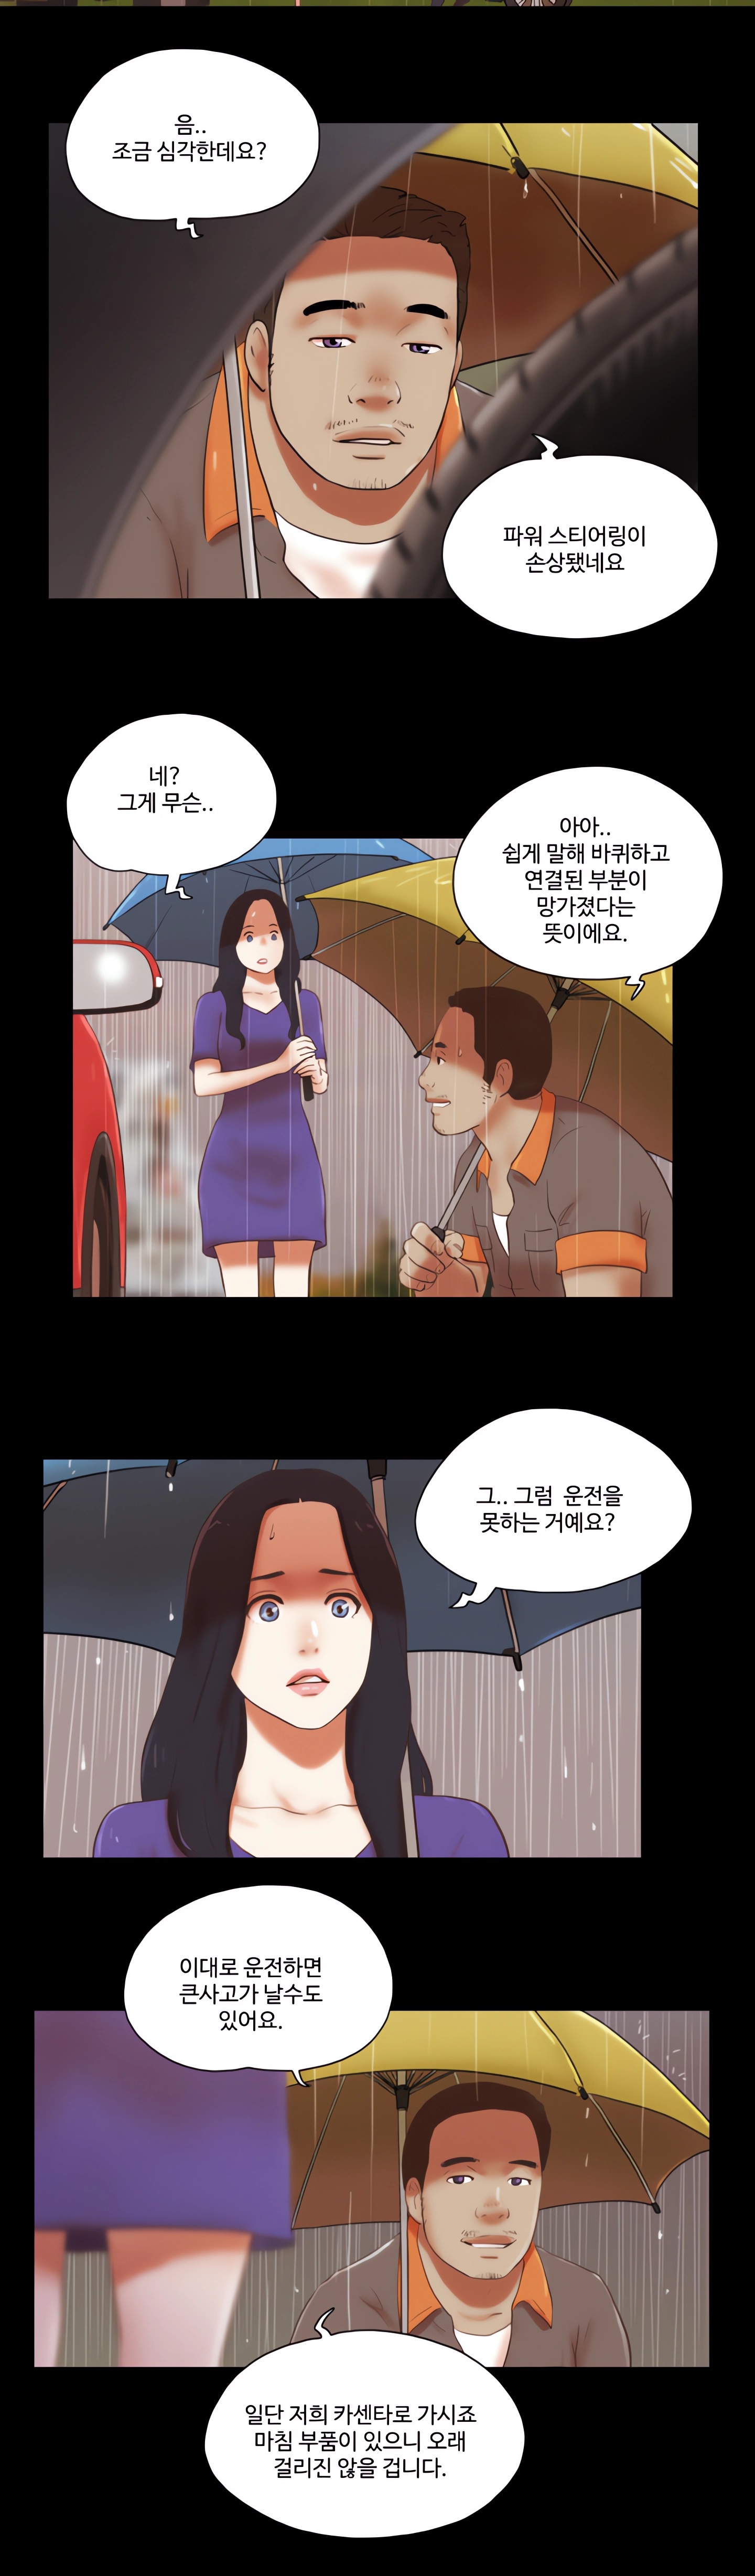 음..
조금 심각한데요?
파워 스티어링이
손상됐네요
네?
그게 무슨..
아아..
쉽게 말해 바퀴하고
연결된 부분이
망가졌다는
뜻이에요.
그.. 그럼 운전을
못하는 거예요?
이대로 운전하면
큰사고가 날수도
있어요.
일단 저희 카센타로 가시죠
마침 부품이 있으니 오래
걸리진 않을 겁니다.